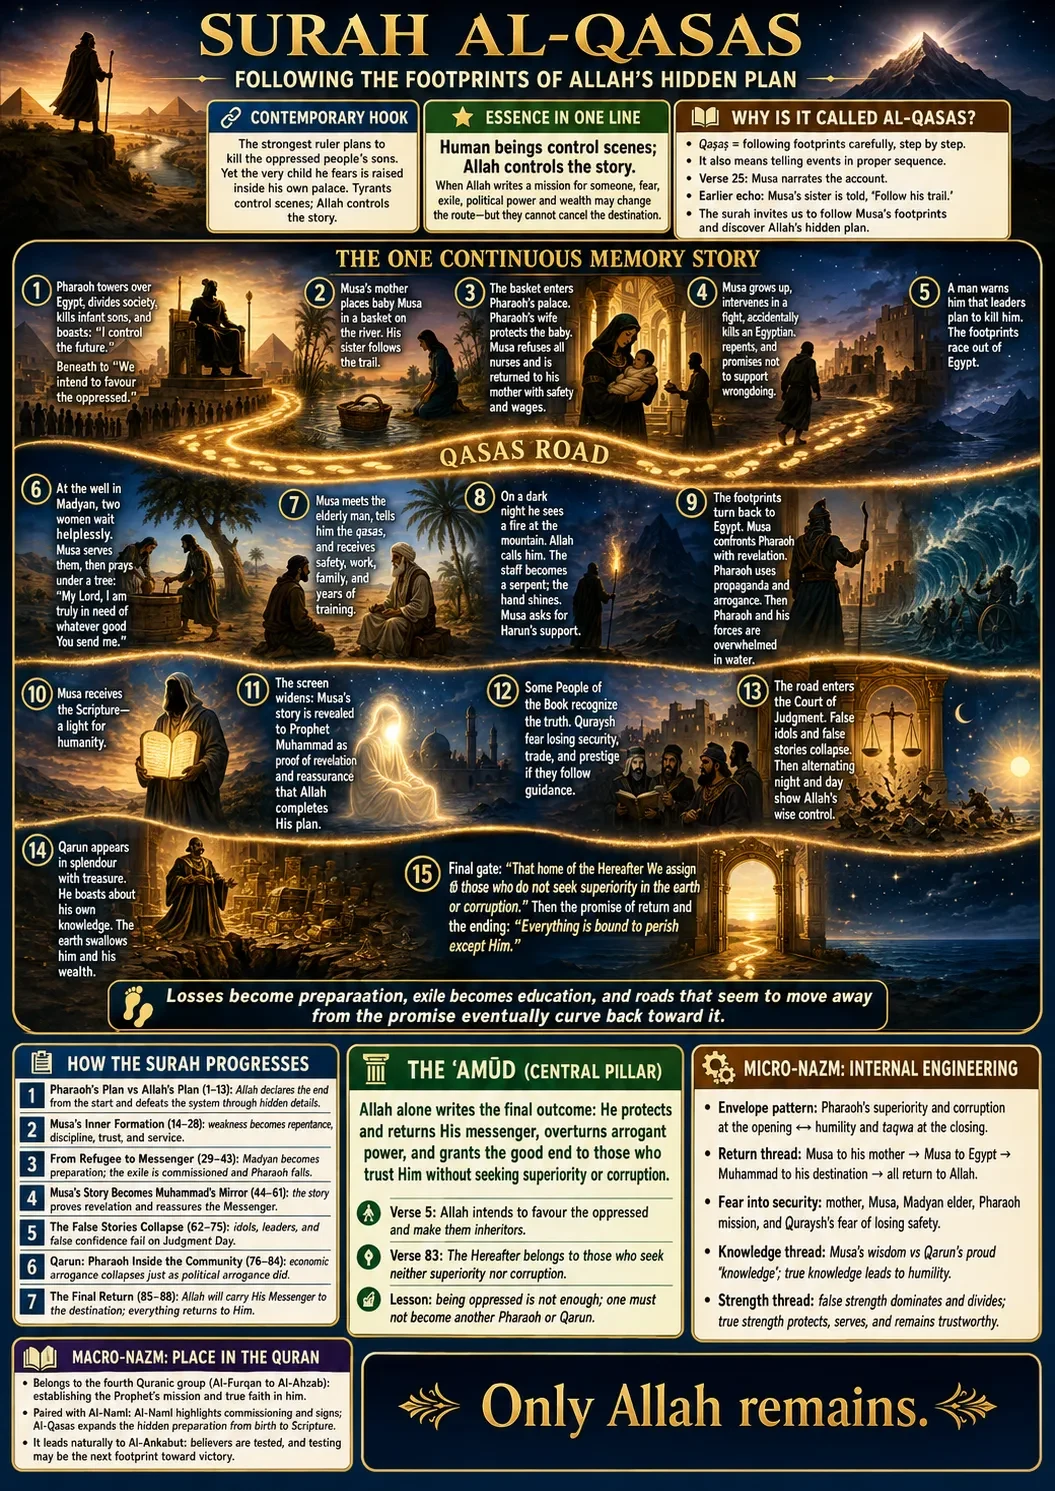 SURAH AL-QASAS
FOLLOWING THE FOOTPRINTS OF ALLAH'S HIDDEN PLAN
CONTEMPORARY HOOK
The strongest ruler plans to
kill the oppressed people's sons.
Yet the very child he fears is raised
inside his own palace. Tyrants
control scenes; Allah controls
the story.
ESSENCE IN ONE LINE
Human beings control scenes;
Allah controls the story.
When Allah writes a mission for someone, fear,
exile, political power and wealth may change
the route—but they cannot cancel the destination.
WHY IS IT CALLED AL-QASAS?
• Qaṣaṣ = following footprints carefully, step by step.
• It also means telling events in proper sequence.
• Verse 25: Musa narrates the account.
• Earlier echo: Musa's sister is told, 'Follow his trail.'
• The surah invites us to follow Musa's footprints
and discover Allah's hidden plan.
THE ONE CONTINUOUS MEMORY STORY
1
Pharaoh towers over
Egypt, divides society,
kills infant sons, and
boasts: "I control
the future."
Beneath to "We
intend to favour
the oppressed."
2
Musa's mother
places baby Musa
in a basket on
the river. His
sister follows
the trail.
3
The basket enters
Pharaoh's palace.
Pharaoh's wife
protects the baby.
Musa refuses all
nurses and is
returned to his
mother with safety
and wages.
4
Musa grows up,
intervenes in a
fight, accidentally
kills an Egyptian,
repents, and
promises not
to support
wrongdoing.
5
A man warns
him that leaders
plan to kill him.
The footprints
race out of
Egypt.
QASAS ROAD
6
At the well in
Madyan, two
women wait
helplessly.
Musa serves
them, then prays
under a tree:
"My Lord, I am
truly in need of
whatever good
You send me."
7
Musa meets the
elderly man, tells
him the qasas,
and receives
safety, work,
family, and
years of
training.
8
On a dark
night he sees
a fire at the
mountain. Allah
calls him. The
staff becomes
a serpent; the
hand shines.
Musa asks for
Harun's support.
9
The footprints
turn back to
Egypt. Musa
confronts Pharaoh
with revelation.
Pharaoh uses
propaganda and
arrogance. Then
Pharaoh and his
forces are
overwhelmed
in water.
10
Musa receives
the Scripture—
a light for
humanity.
11
The screen
widens: Musa's
story is revealed
to Prophet
Muhammad as
proof of revelation
and reassurance
that Allah
completes
His plan.
12
Some People of
the Book recognize
the truth. Quraysh
fear losing security,
trade, and prestige
if they follow
guidance.
13
The road enters
the Court of
Judgment. False
idols and false
stories collapse.
Then alternating
night and day
show Allah's
wise control.
14
Qarun appears
in splendour
with treasure.
He boasts about
his own
knowledge. The
earth swallows
him and his
wealth.
15
Final gate: "That home of the Hereafter We assign
those who do not seek superiority in the earth
or corruption." Then the promise of return and
the ending: "Everything is bound to perish
except Him."
Losses become preparaation, exile becomes education, and roads that seem to move away
from the promise eventually curve back toward it.
HOW THE SURAH PROGRESSES
1 Pharaoh's Plan vs Allah's Plan (1–13): Allah declares the end
from the start and defeats the system through hidden details.
2 Musa's Inner Formation (14–28): weakness becomes repentance,
discipline, trust, and service.
3 From Refugee to Messenger (29–43): Madyan becomes
preparation; the exile is commissioned and Pharaoh falls.
4 Musa's Story Becomes Muhammad's Mirror (44–61): the story
proves revelation and reassures the Messenger.
5 The False Stories Collapse (62–75): idols, leaders, and
false confidence fail on Judgment Day.
6 Qarun: Pharaoh Inside the Community (76–84): economic
arrogance collapses just as political arrogance did.
7 The Final Return (85–88): Allah will carry His Messenger to
the destination; everything returns to Him.
THE 'AMŪD (CENTRAL PILLAR)
Allah alone writes the final outcome: He protects
and returns His messenger, overturns arrogant
power, and grants the good end to those who
trust Him without seeking superiority or corruption.
Verse 5: Allah intends to favour the oppressed
and make them inheritors.
Verse 83: The Hereafter belongs to those who seek
neither superiority nor corruption.
Lesson: being oppressed is not enough; one must
not become another Pharaoh or Qarun.
MICRO-NAZM: INTERNAL ENGINEERING
• Envelope pattern: Pharaoh's superiority and corruption
at the opening ↔ humility and taqwa at the closing.
• Return thread: Musa to his mother → Musa to Egypt →
Muhammad to his destination → all return to Allah.
• Fear into security: mother, Musa, Madyan elder, Pharaoh
mission, and Quraysh's fear of losing safety.
• Knowledge thread: Musa's wisdom vs Qarun's proud
'knowledge'; true knowledge leads to humility.
• Strength thread: false strength dominates and divides;
true strength protects, serves, and remains trustworthy.
MACRO-NAZM: PLACE IN THE QURAN
• Belongs to the fourth Quranic group (Al-Furqan to Al-Ahzab):
establishing the Prophet's mission and true faith in him.
• Paired with Al-Naml: Al-Naml highlights commissioning and signs;
Al-Qasas expands the hidden preparation from birth to Scripture.
• It leads naturally to Al-Ankabut: believers are tested, and testing
may be the next footprint toward victory.
Only Allah remains.